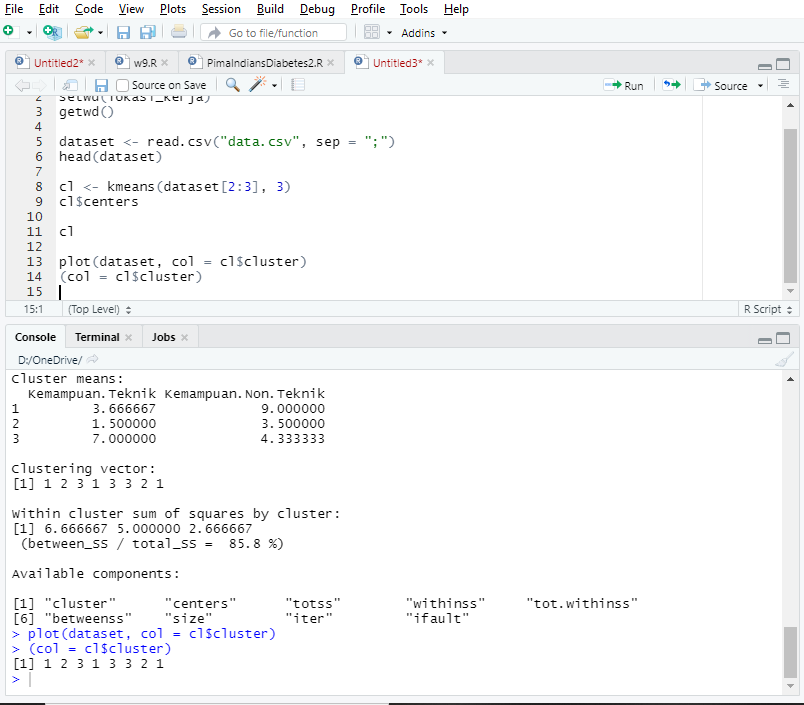 File Edit Code View Plots Session Build Debug Profile Tools Help
Go to file/function Addins
Untitled2* w9.R PimaIndiansDiabetes2.R Untitled3*
Source on Save Run Source
2 setwd(lokasi_kerja)
3 getwd()
4
5 dataset <- read.csv("data.csv", sep = ";")
6 head(dataset)
7
8 cl <- kmeans(dataset[2:3], 3)
9 cl$centers
10
11 cl
12
13 plot(dataset, col = cl$cluster)
14 (col = cl$cluster)
15
15:1 (Top Level) R Script
Console Terminal Jobs
D:/OneDrive/
Cluster means:
Kemampuan.Teknik Kemampuan.Non.Teknik
1 3.666667 9.000000
2 1.500000 3.500000
3 7.000000 4.333333
Clustering vector:
[1] 1 2 3 1 3 3 2 1
Within cluster sum of squares by cluster:
[1] 6.666667 5.000000 2.666667
(between_SS / total_SS = 85.8 %)
Available components:
[1] "cluster" "centers" "totss" "withinss" "tot.withinss"
[6] "betweenss" "size" "iter" "ifault"
> plot(dataset, col = cl$cluster)
> (col = cl$cluster)
[1] 1 2 3 1 3 3 2 1
>